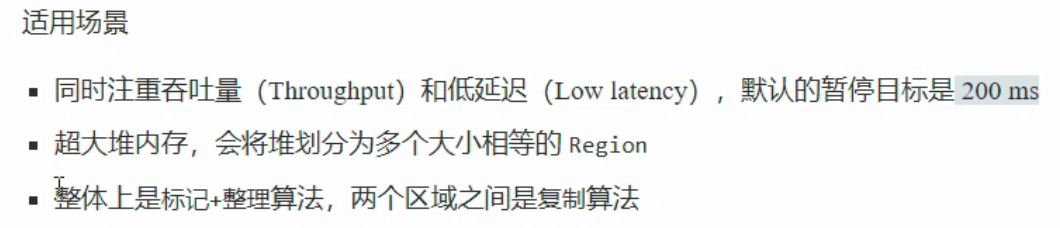 适用场景
▪ 同时注重吞吐量（Throughput）和低延迟（Low latency），默认的暂停目标是 200 ms
▪ 超大堆内存，会将堆划分为多个大小相等的 Region
▪ 整体上是标记+整理算法，两个区域之间是复制算法